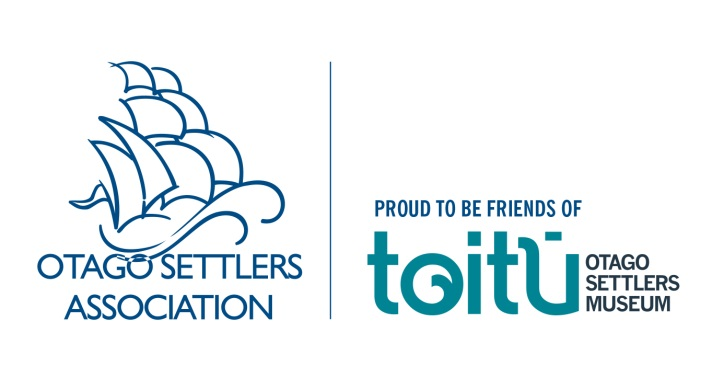 OTAGO SETTLERS
ASSOCIATION
PROUD TO BE FRIENDS OF
toitū
OTAGO
SETTLERS
MUSEUM